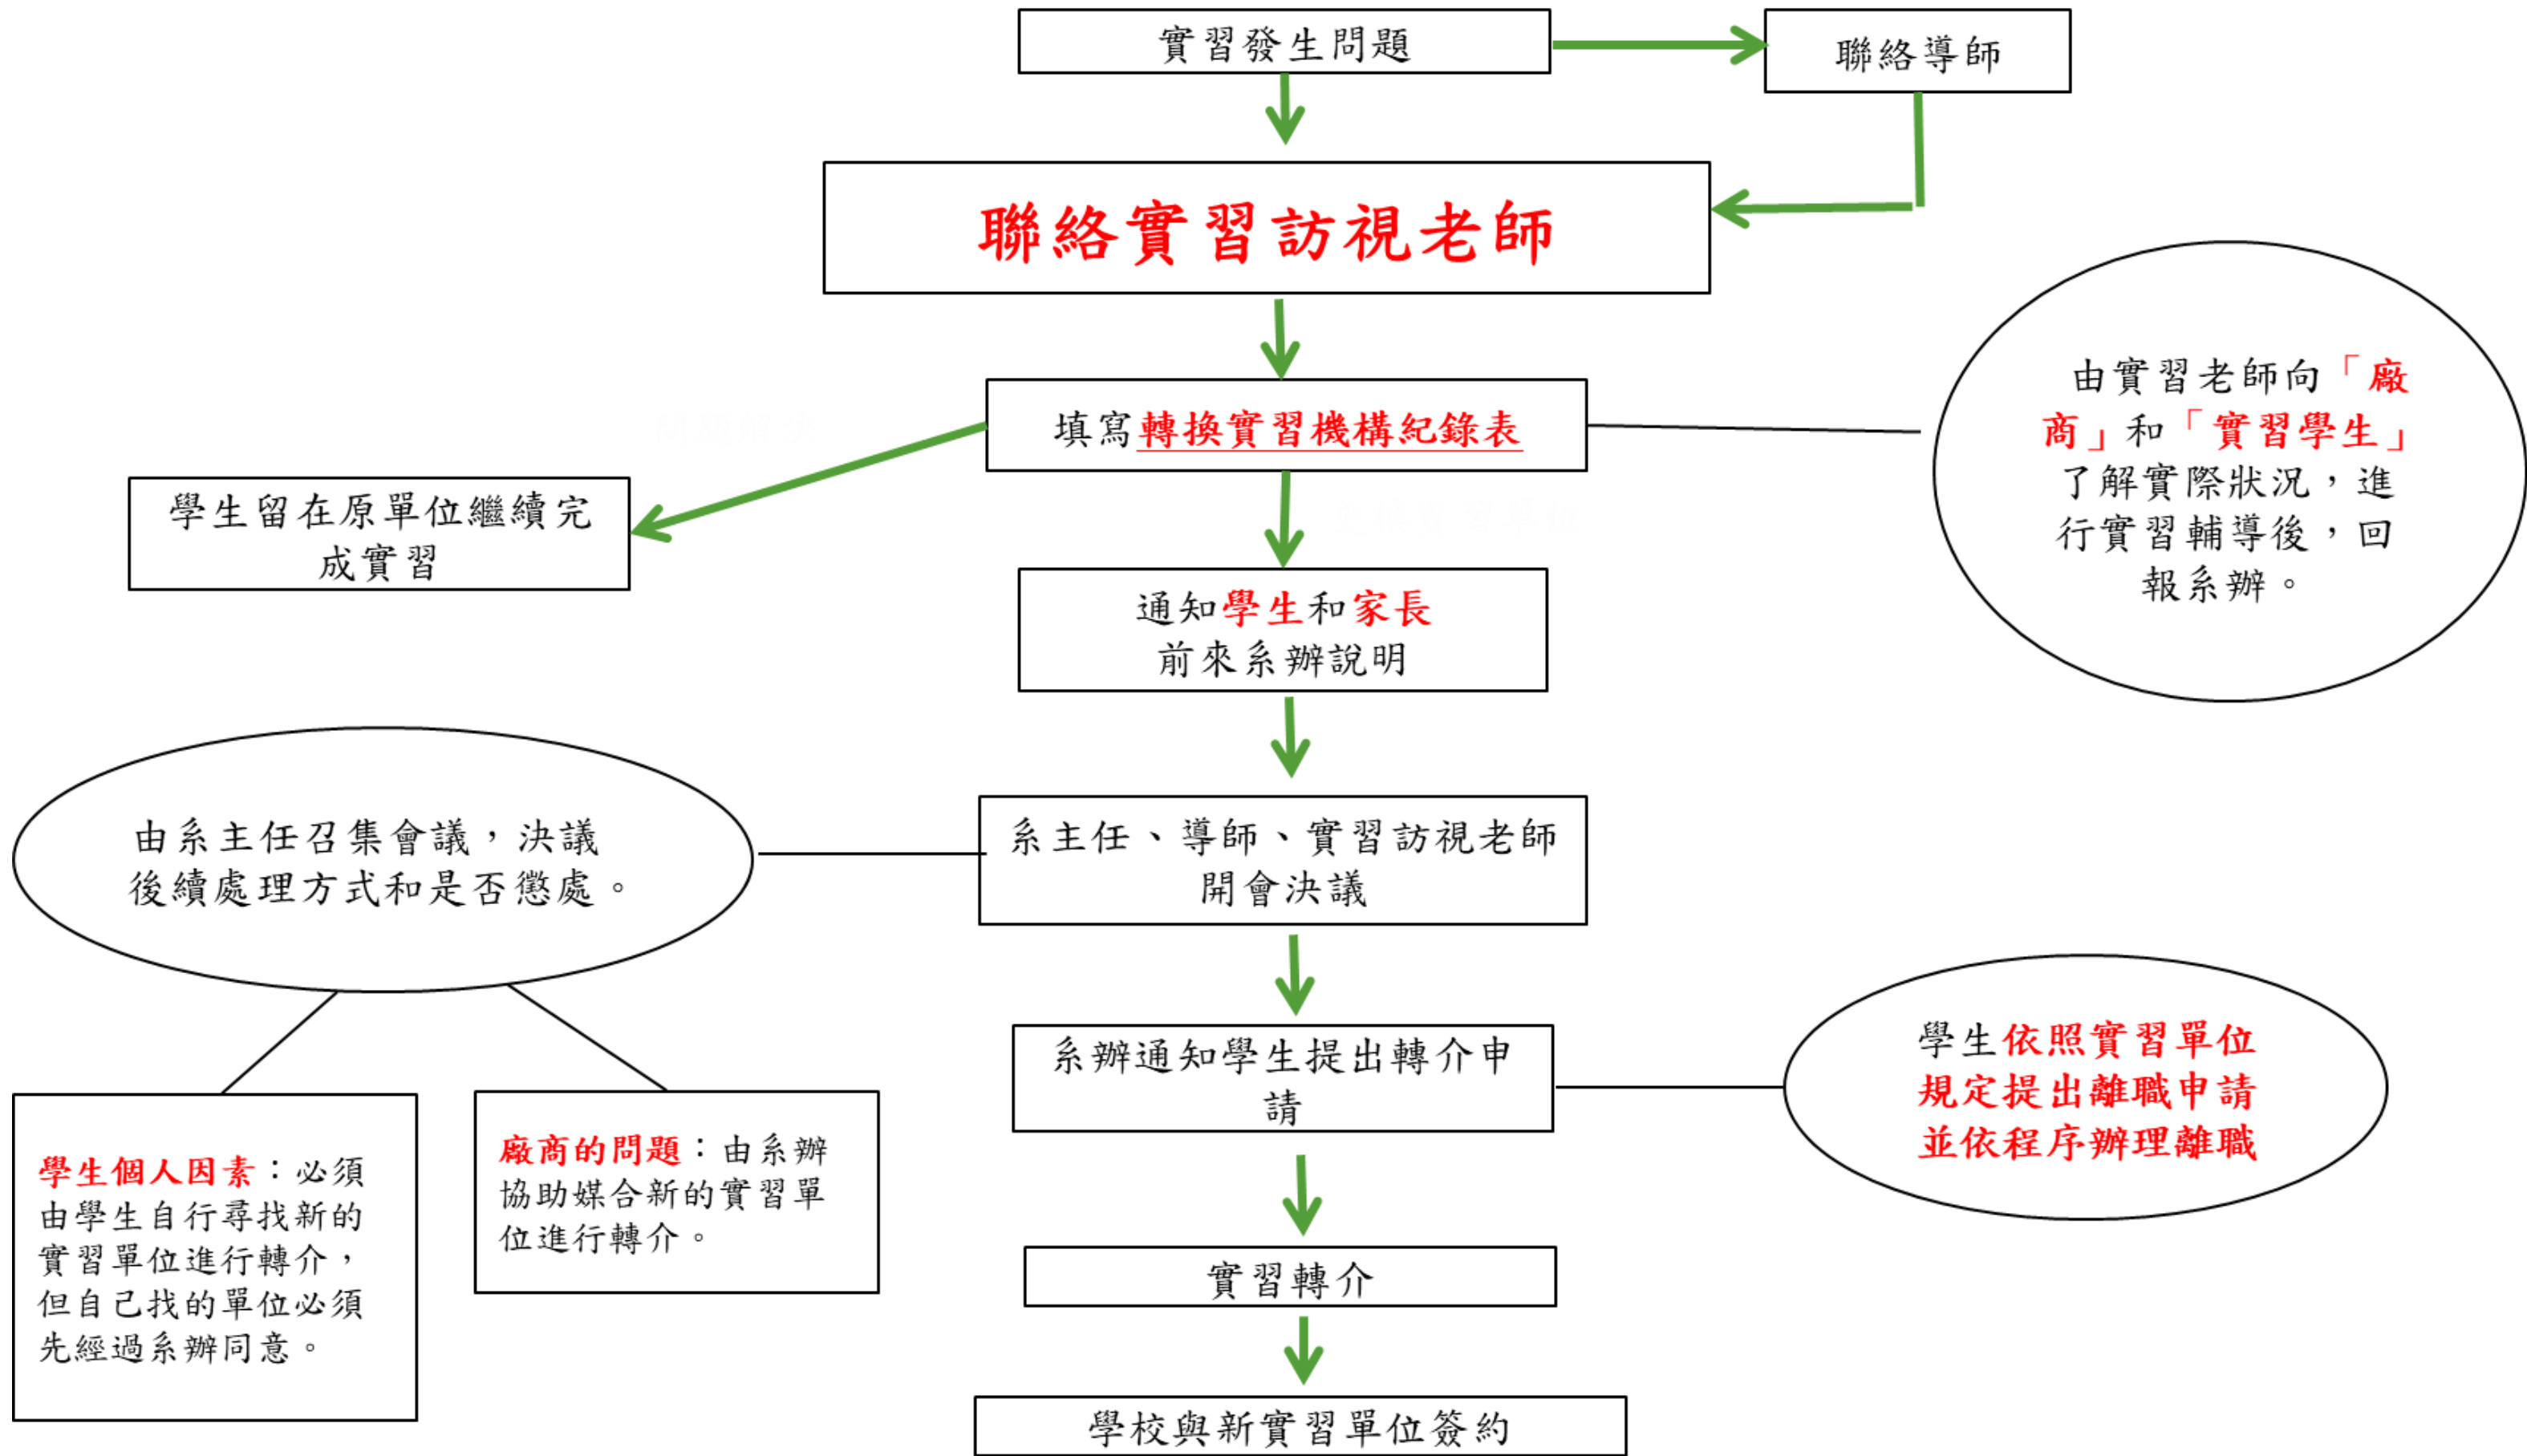 實習發生問題
聯絡導師
聯絡實習訪視老師
填寫轉換實習機構紀錄表
由實習老師向「廠
商」和「實習學生」
了解實際狀況，進
行實習輔導後，回
報系辦。
學生留在原單位繼續完
成實習
通知學生和家長
前來系辦說明
由系主任召集會議，決議
後續處理方式和是否懲處。
系主任、導師、實習訪視老師
開會決議
學生個人因素：必須
由學生自行尋找新的
實習單位進行轉介，
但自己找的單位必須
先經過系辦同意。
廠商的問題：由系辦
協助媒合新的實習單
位進行轉介。
系辦通知學生提出轉介申
請
學生依照實習單位
規定提出離職申請
並依程序辦理離職
實習轉介
學校與新實習單位簽約